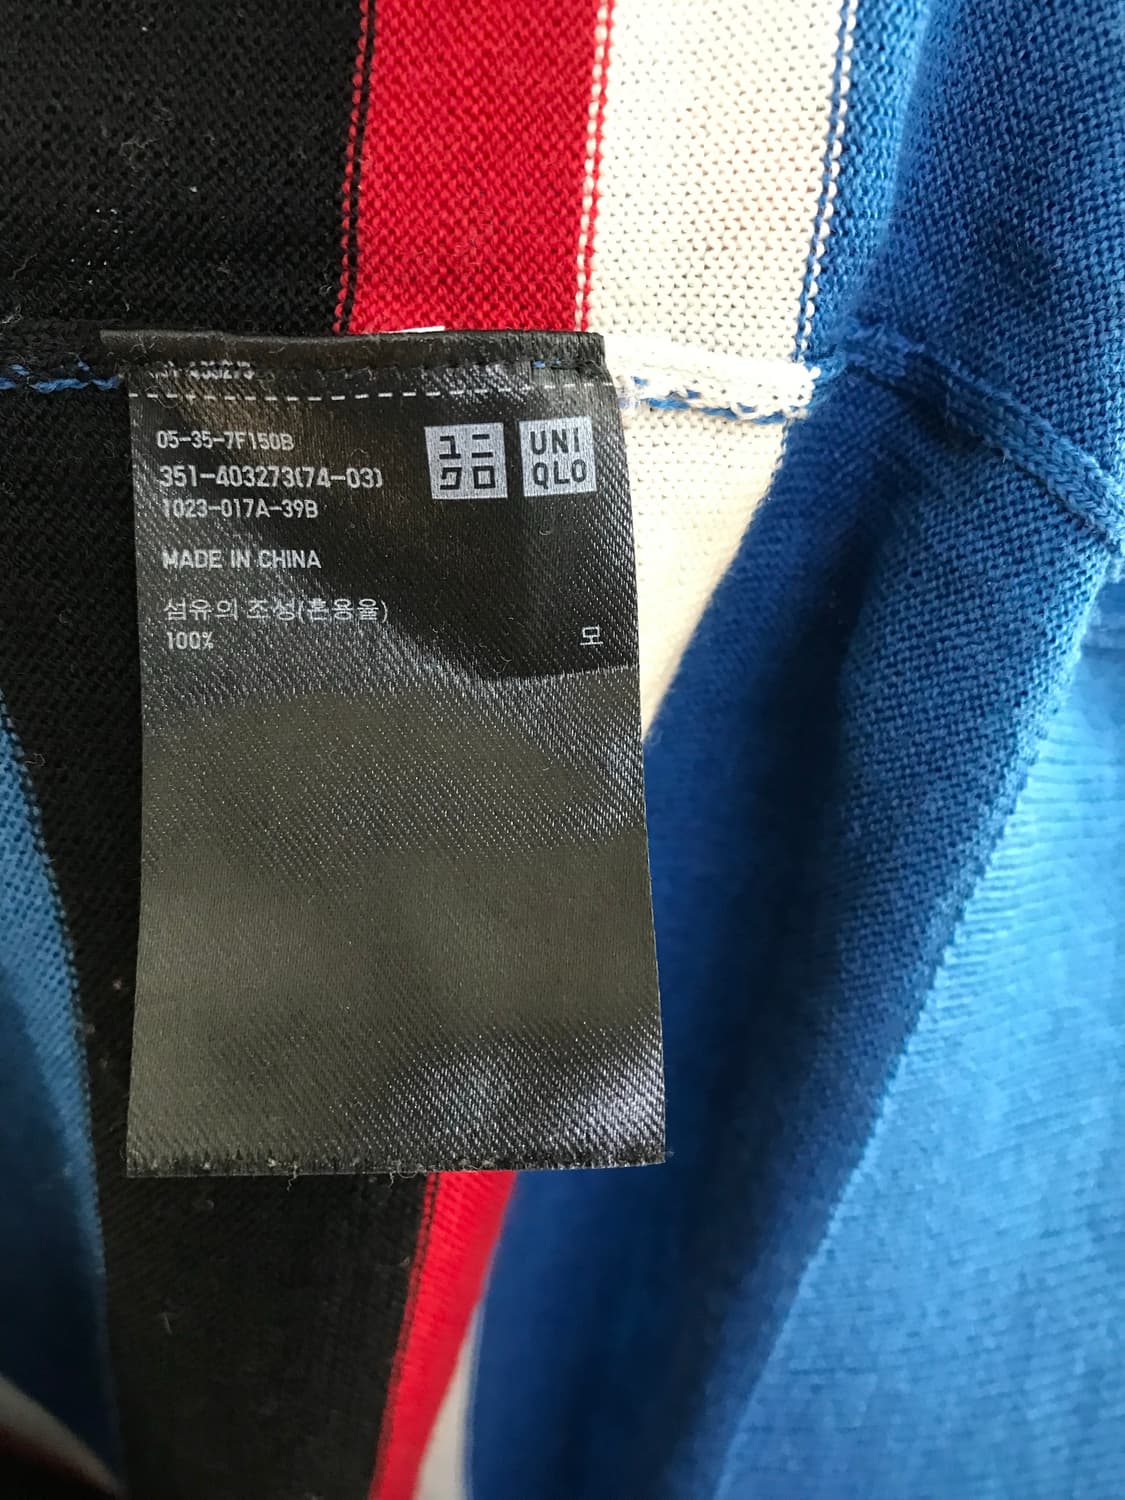 05-35-7F150B
351-403273(74-03)
1023-017A-39B
ユニ
クロ
UNI
QLO
MADE IN CHINA
섬유의 조성(혼용율)
100% 모